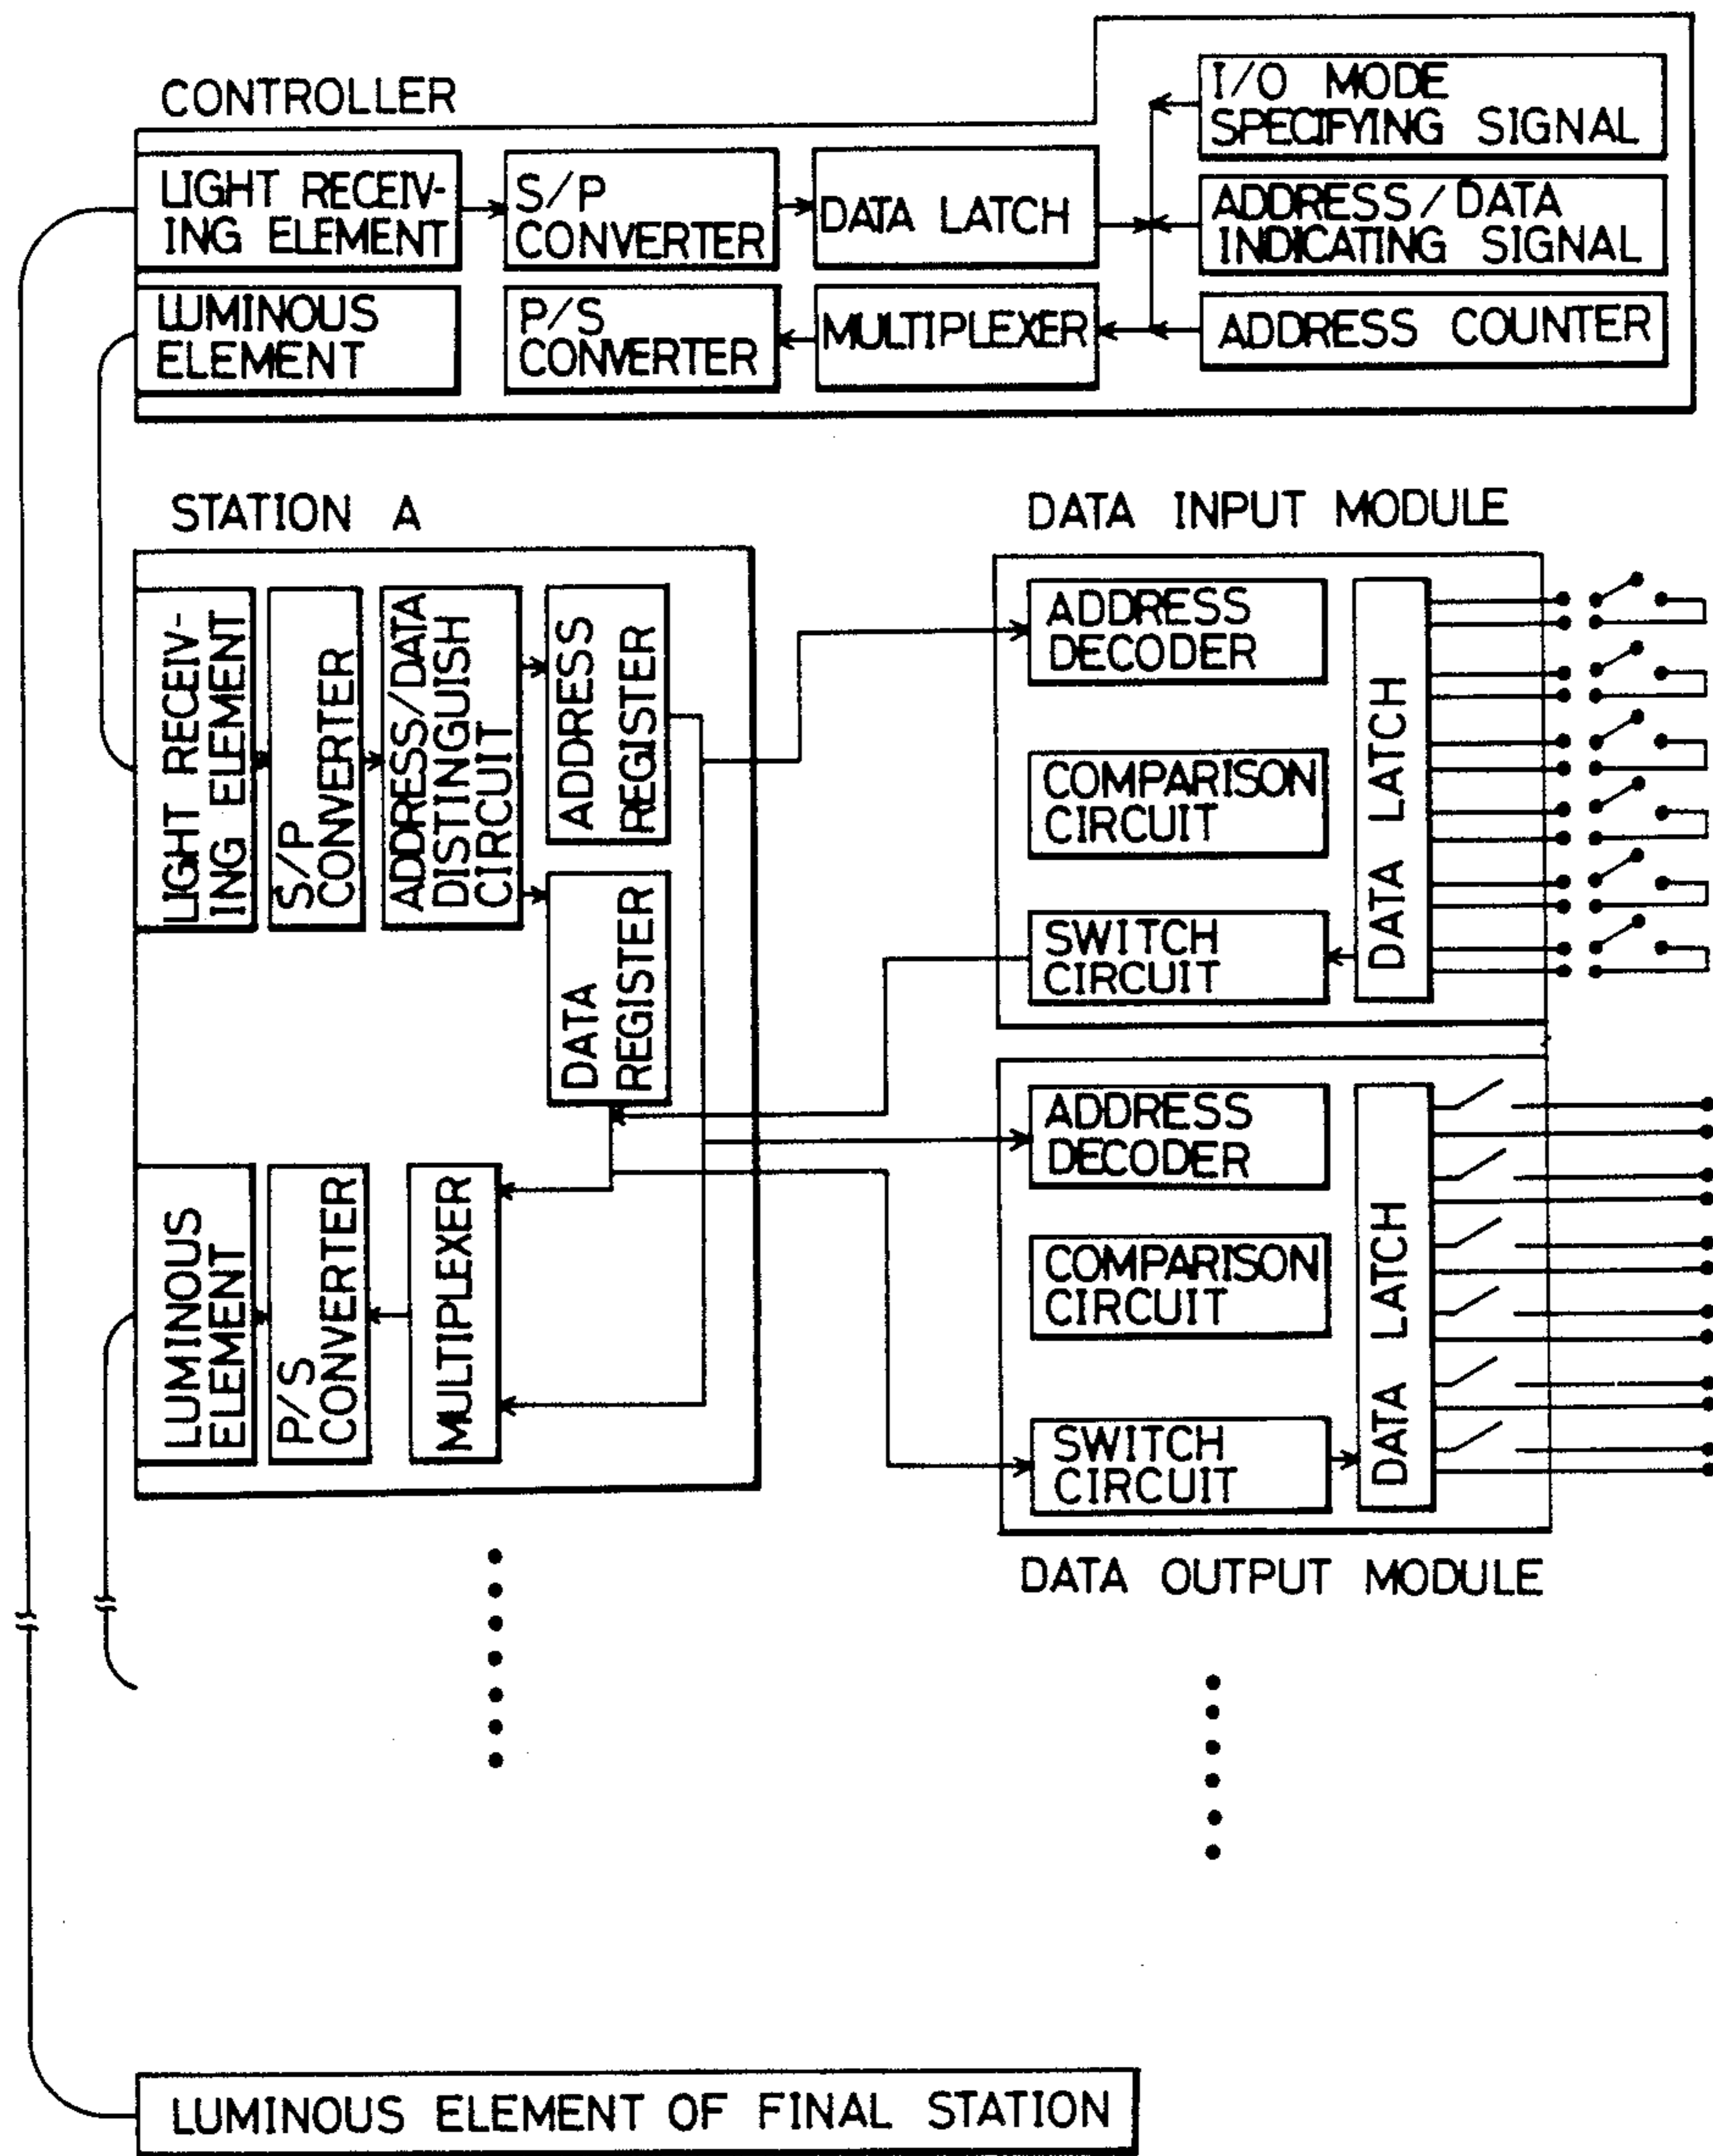 CONTROLLER
I/O MODE
SPECIFYING SIGNAL
LIGHT RECEIV-
ING ELEMENT
S/P
CONVERTER
DATA LATCH
ADDRESS/DATA
INDICATING SIGNAL
LUMINOUS
ELEMENT
P/S
CONVERTER
MULTIPLEXER
ADDRESS COUNTER
STATION A
LIGHT RECEIV-
ING ELEMENT
S/P
CONVERTER
ADDRESS/DATA
DISTINGUISH
CIRCUIT
ADDRESS
REGISTER
DATA
REGISTER
LUMINOUS
ELEMENT
P/S
CONVERTER
MULTIPLEXER
DATA INPUT MODULE
ADDRESS
DECODER
COMPARISON
CIRCUIT
SWITCH
CIRCUIT
DATA LATCH
ADDRESS
DECODER
COMPARISON
CIRCUIT
SWITCH
CIRCUIT
DATA LATCH
DATA OUTPUT MODULE
LUMINOUS ELEMENT OF FINAL STATION